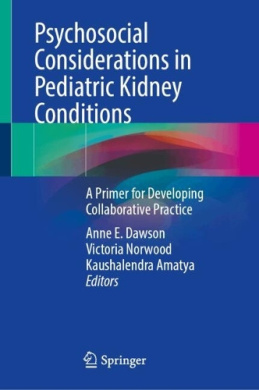 Psychosocial
Considerations in
Pediatric Kidney
Conditions
A Primer for Developing
Collaborative Practice
Anne E. Dawson
Victoria Norwood
Kaushalendra Amatya
Editors
Springer